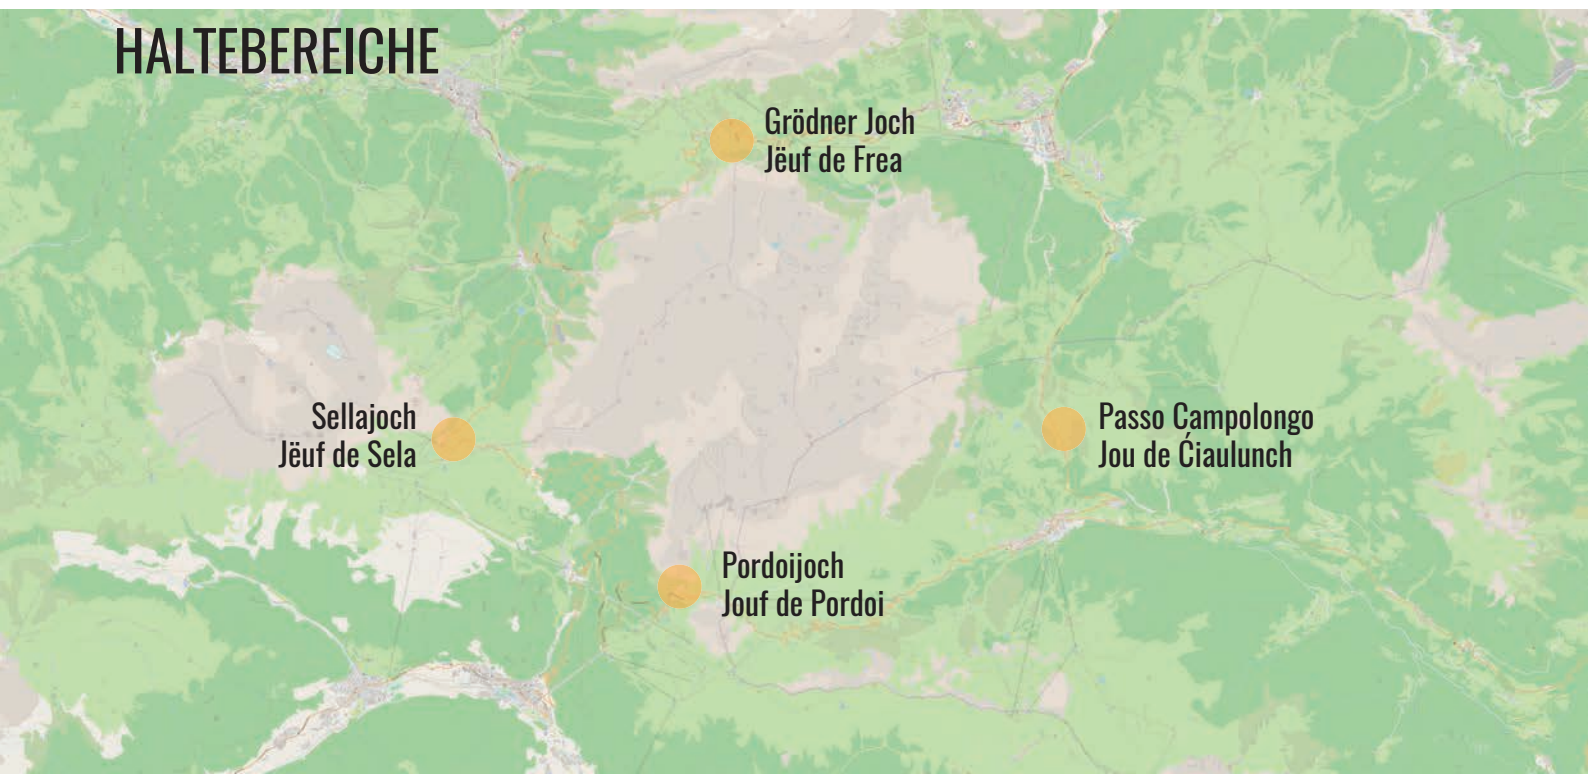 HALTEBEREICHE
Grödner Joch
Jëuf de Frea
Sellajoch
Jëuf de Sela
Passo Campolongo
Jou de Ćiaulunch
Pordoijoch
Jouf de Pordoi